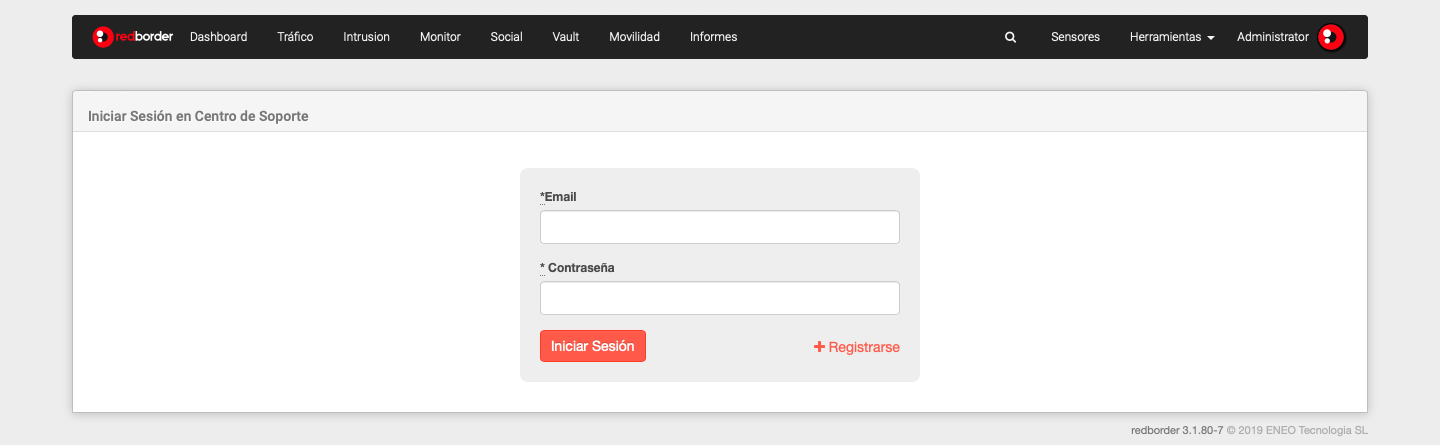 redborder Dashboard Tráfico Intrusion Monitor Social Vault Movilidad Informes Sensores Herramientas Administrator
Iniciar Sesión en Centro de Soporte
*Email
* Contraseña
Iniciar Sesión Registrarse
redborder 3.1.80-7 © 2019 ENEO Tecnologia SL